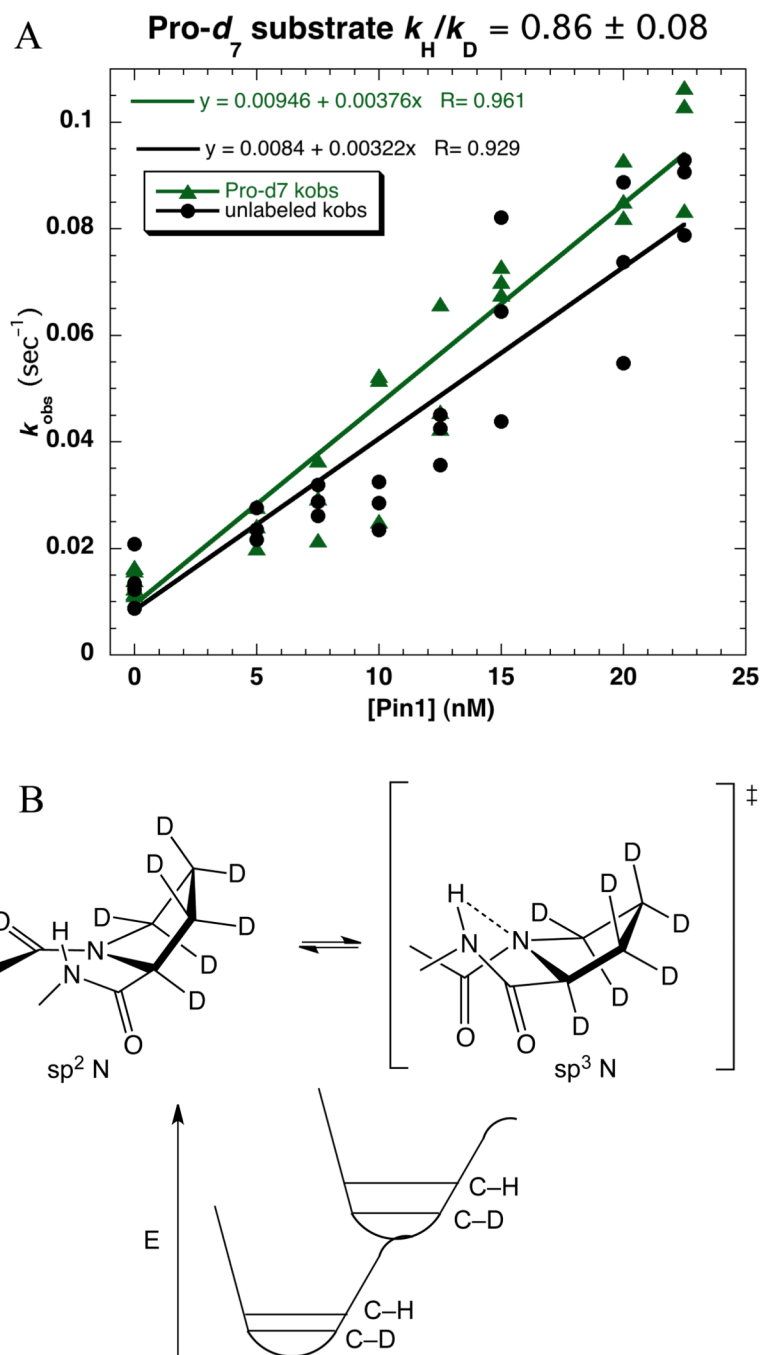 A
Pro-d7 substrate kH/kD = 0.86 ± 0.08
y = 0.00946 + 0.00376x R= 0.961
y = 0.0084 + 0.00322x R= 0.929
Pro-d7 kobs
unlabeled kobs
0.1
0.08
0.06
0.04
0.02
0
kobs (sec⁻¹)
0 5 10 15 20 25
[Pin1] (nM)
B
‡
D
D D
D D
D
D
O
H
N
N
O
sp² N
D
D
D
D
D
D
D
H
N
N
O
O
sp³ N
E
C–H
C–D
C–H
C–D